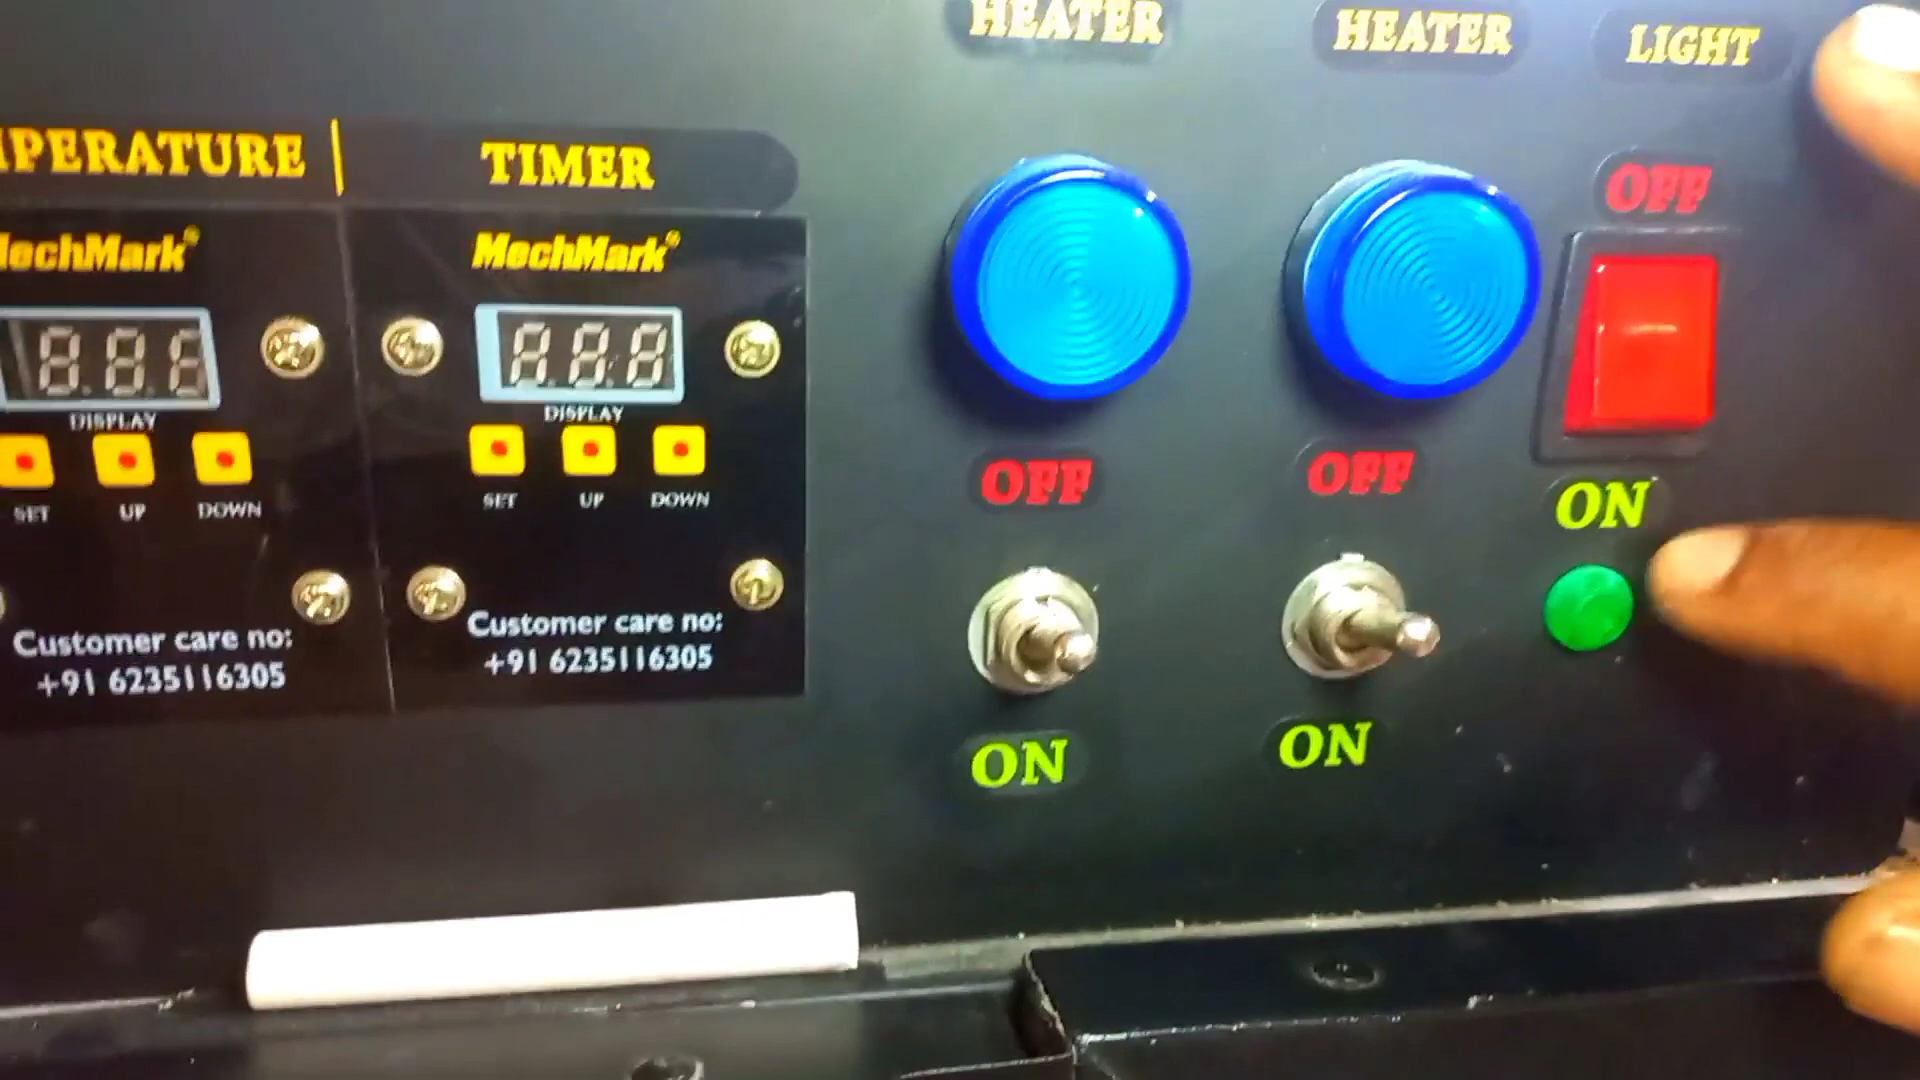 HEATER
HEATER
LIGHT
PERATURE
TIMER
OFF
MechMark®
MechMark®
DISPLAY
DISPLAY
SET UP DOWN
SET UP DOWN
OFF
OFF
ON
Customer care no:
+91 6235116305
Customer care no:
+91 6235116305
ON
ON